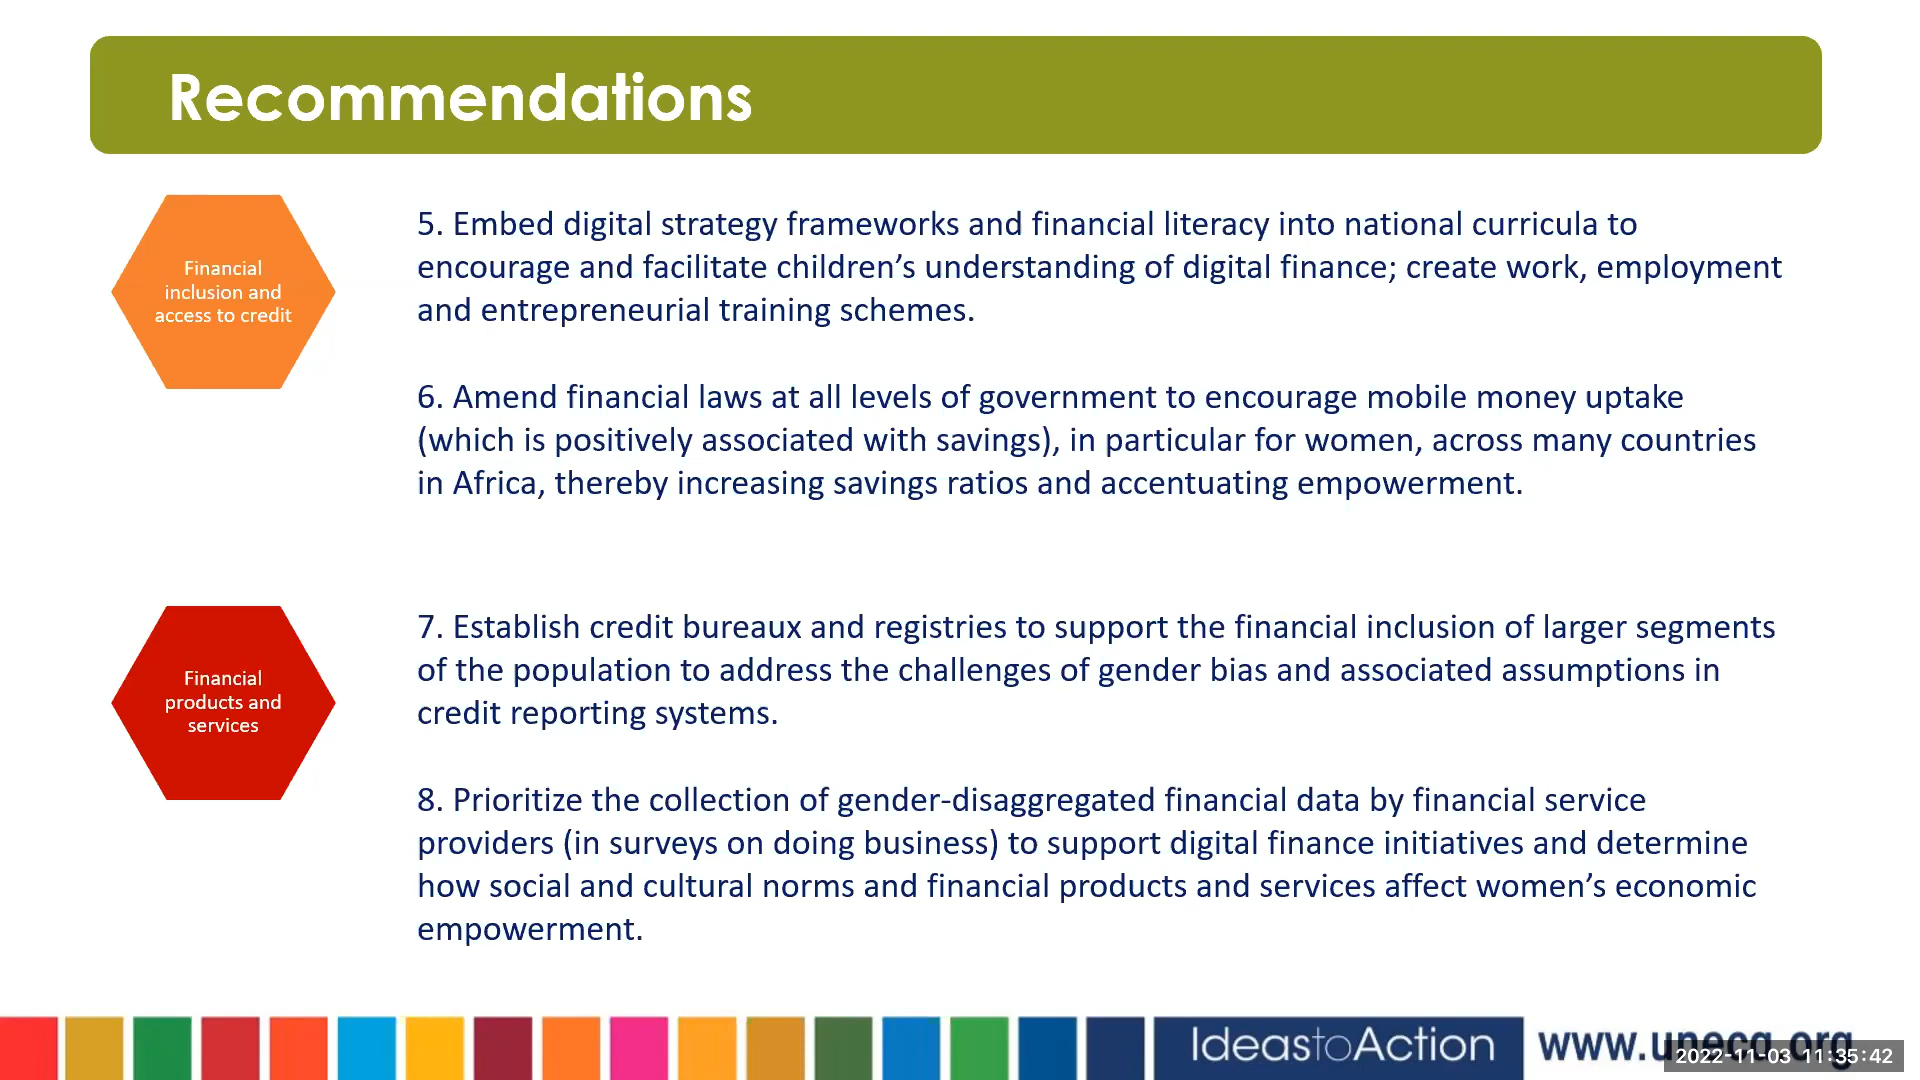 Recommendations
Financial
inclusion and
access to credit
5. Embed digital strategy frameworks and financial literacy into national curricula to
encourage and facilitate children’s understanding of digital finance; create work, employment
and entrepreneurial training schemes.
6. Amend financial laws at all levels of government to encourage mobile money uptake
(which is positively associated with savings), in particular for women, across many countries
in Africa, thereby increasing savings ratios and accentuating empowerment.
Financial
products and
services
7. Establish credit bureaux and registries to support the financial inclusion of larger segments
of the population to address the challenges of gender bias and associated assumptions in
credit reporting systems.
8. Prioritize the collection of gender-disaggregated financial data by financial service
providers (in surveys on doing business) to support digital finance initiatives and determine
how social and cultural norms and financial products and services affect women’s economic
empowerment.
IdeastoAction
www.uneca.org
2022-11-03 11:35:42